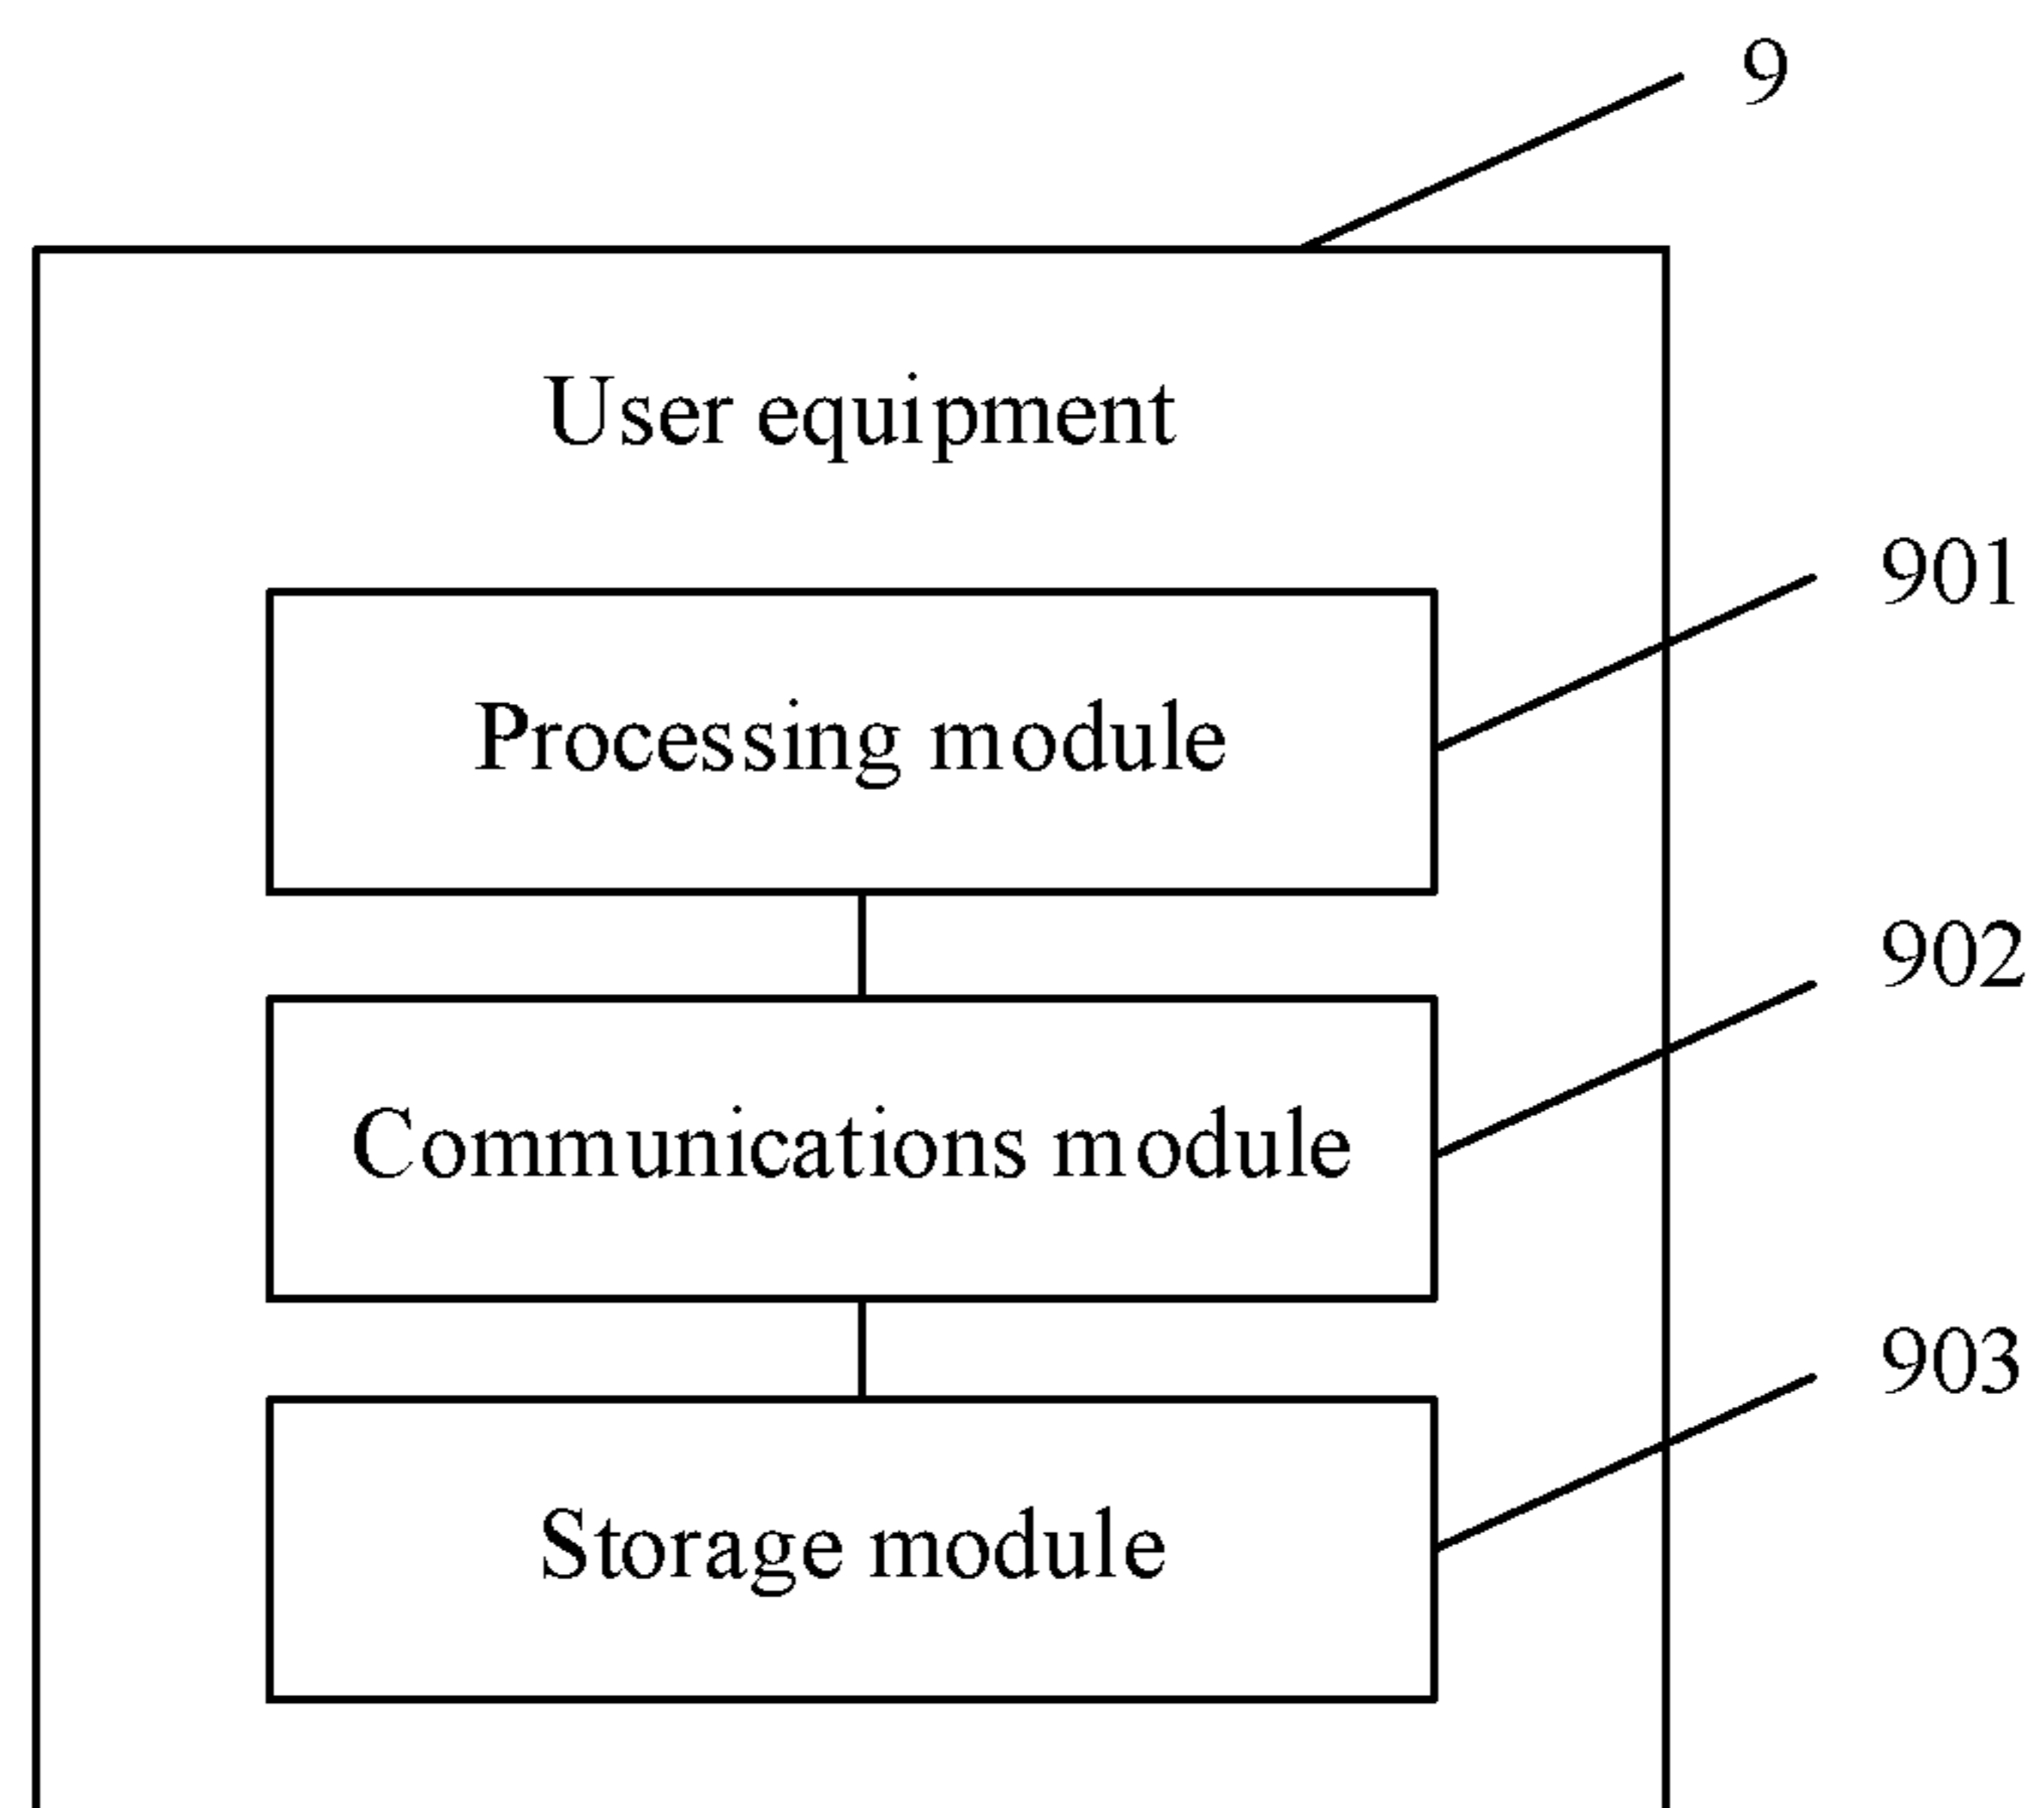 9
User equipment
901
Processing module
902
Communications module
903
Storage module